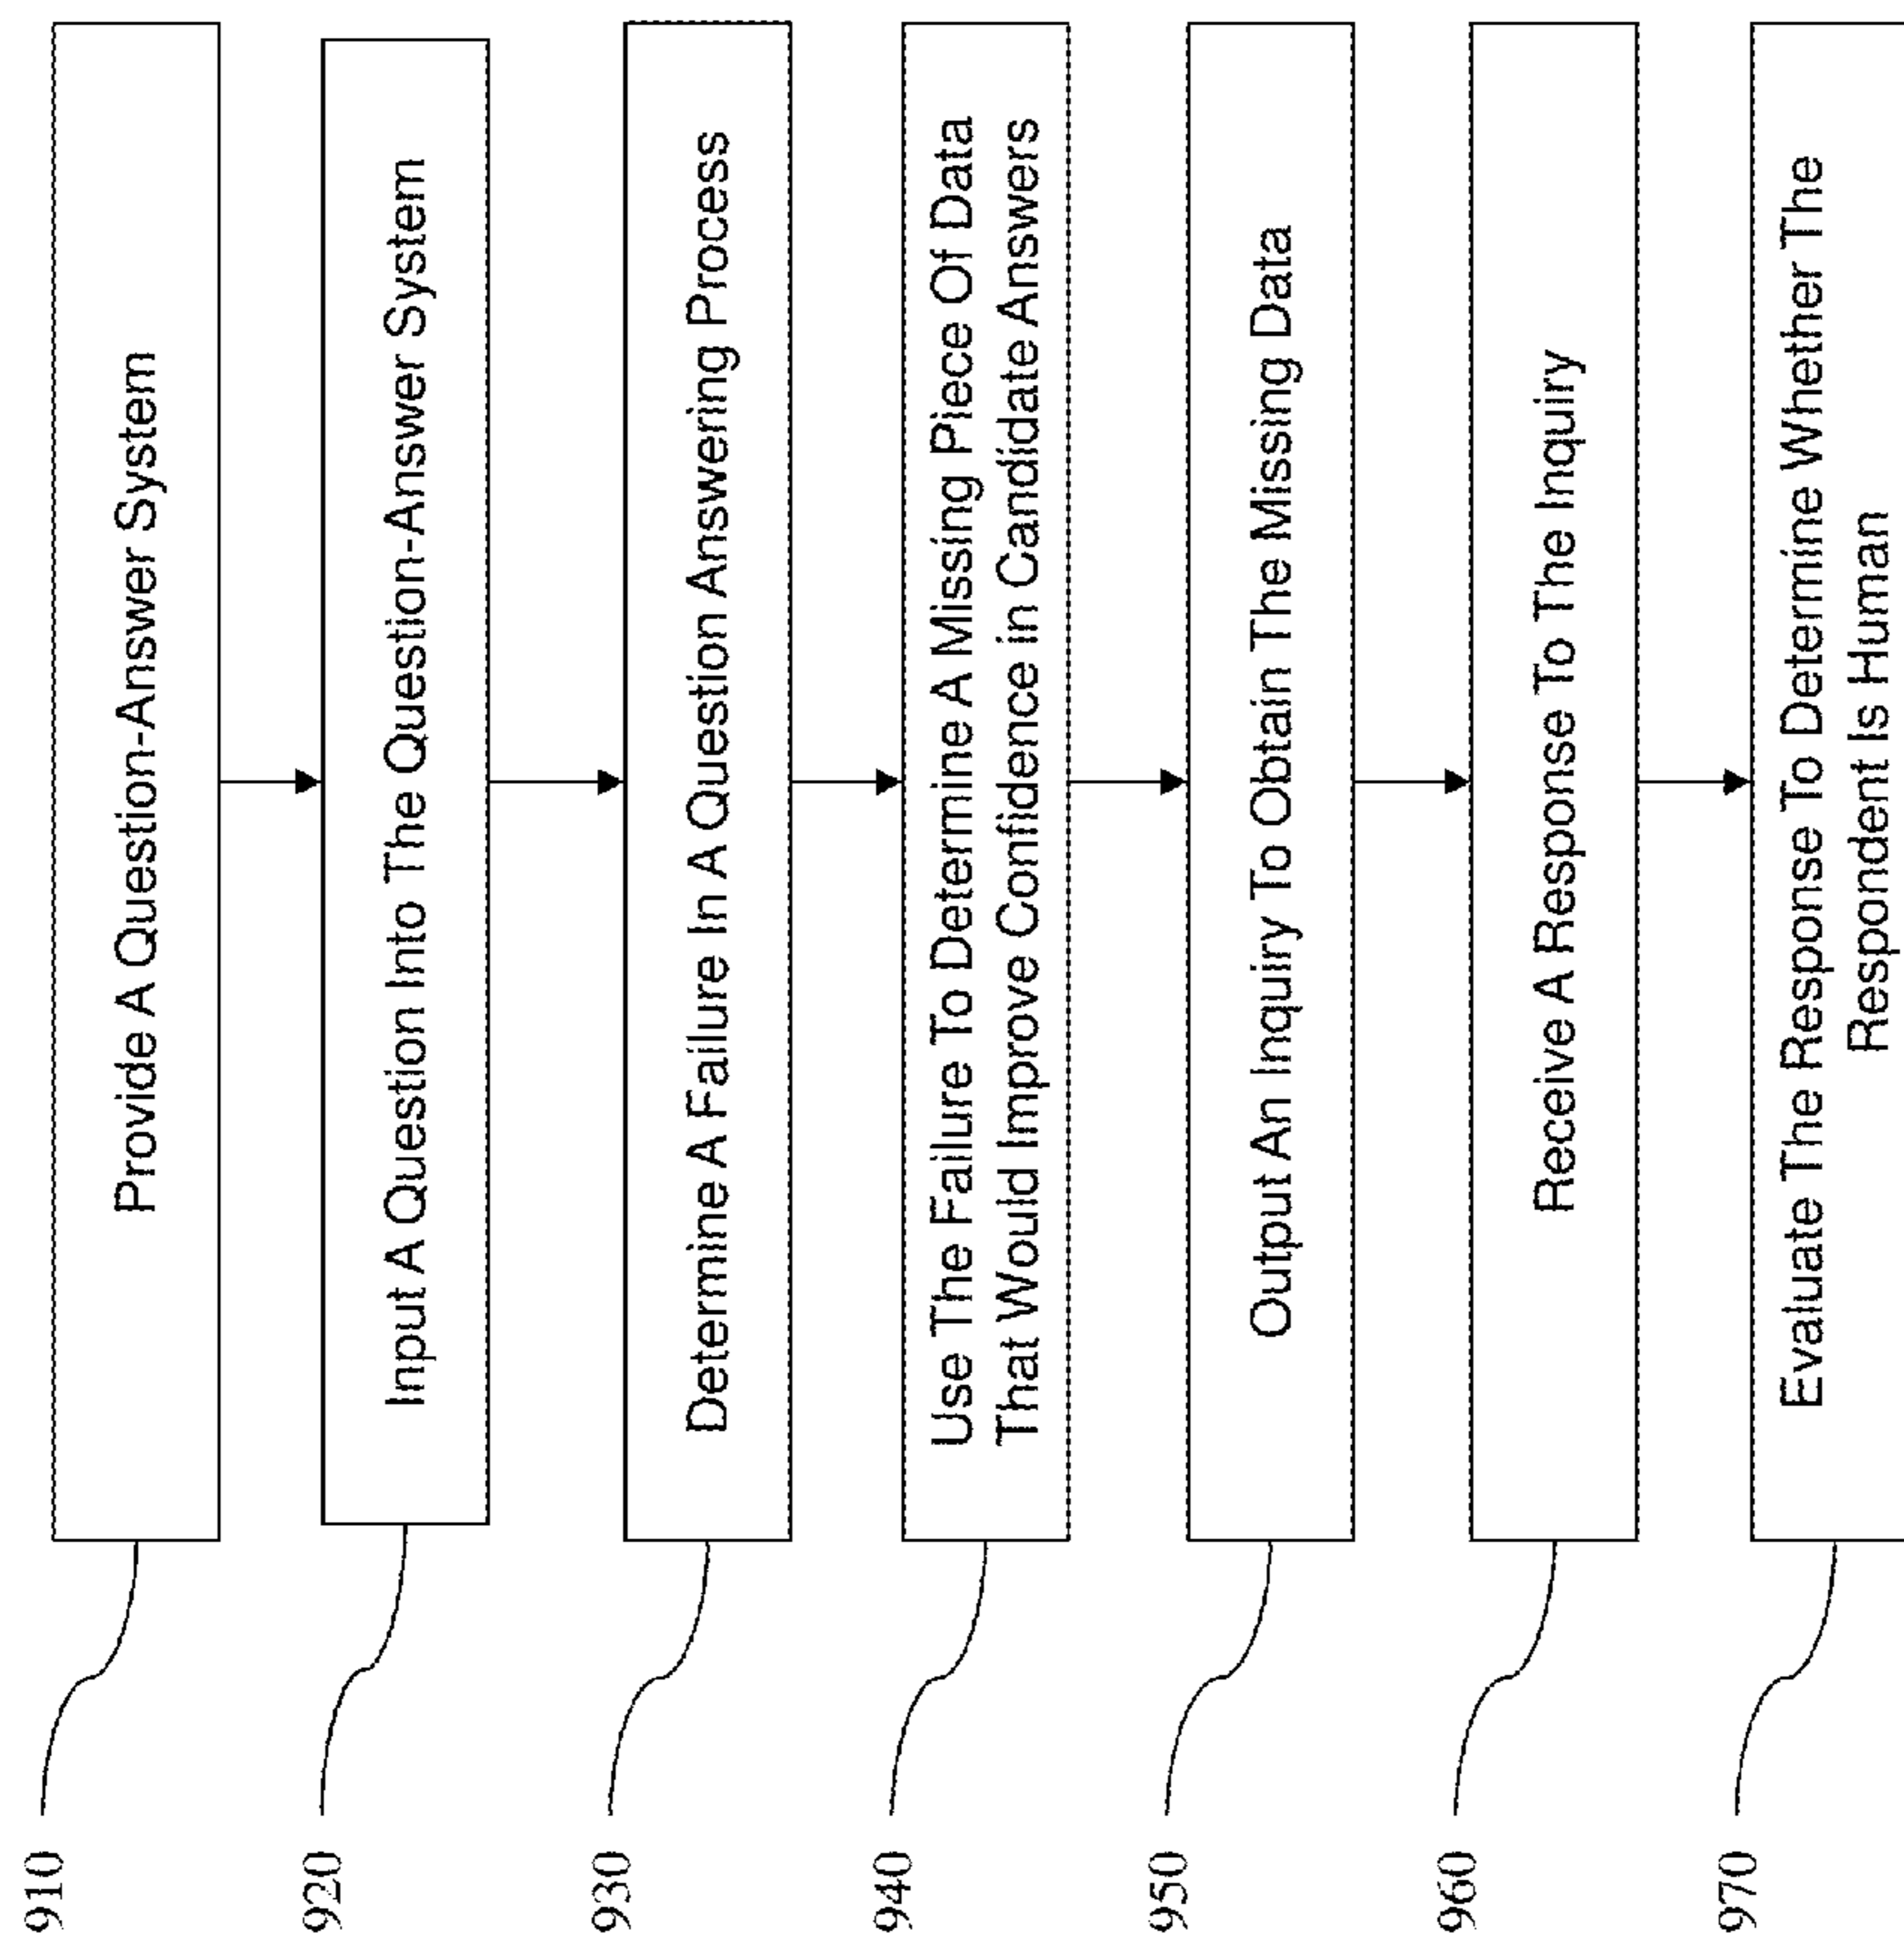 910
Provide A Question-Answer System
920
Input A Question Into The Question-Answer System
930
Determine A Failure In A Question Answering Process
940
Use The Failure To Determine A Missing Piece Of Data
That Would Improve Confidence in Candidate Answers
950
Output An Inquiry To Obtain The Missing Data
960
Receive A Response To The Inquiry
970
Evaluate The Response To Determine Whether The
Respondent Is Human